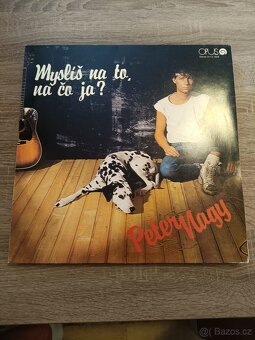 OPUS
Myslíš na to,
na čo ja?
Peter Nagy
Bazos.cz